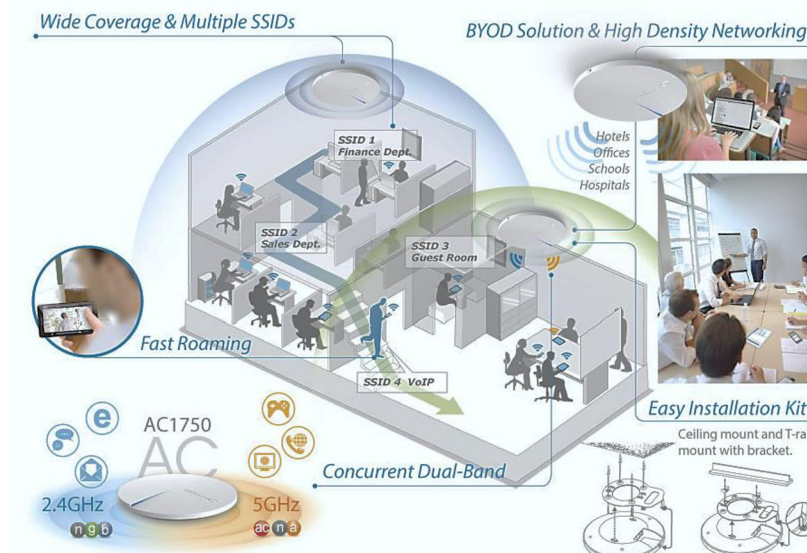 Wide Coverage & Multiple SSIDs
BYOD Solution & High Density Networking
Hotels
Offices
Schools
Hospitals
SSID 1
Finance Dept.
SSID 2
Sales Dept.
SSID 3
Guest Room
Fast Roaming
SSID 4 VoIP
Easy Installation Kit
Ceiling mount and T-ra
mount with bracket.
AC1750
AC
Concurrent Dual-Band
2.4GHz
5GHz
n g b
ac n a
e